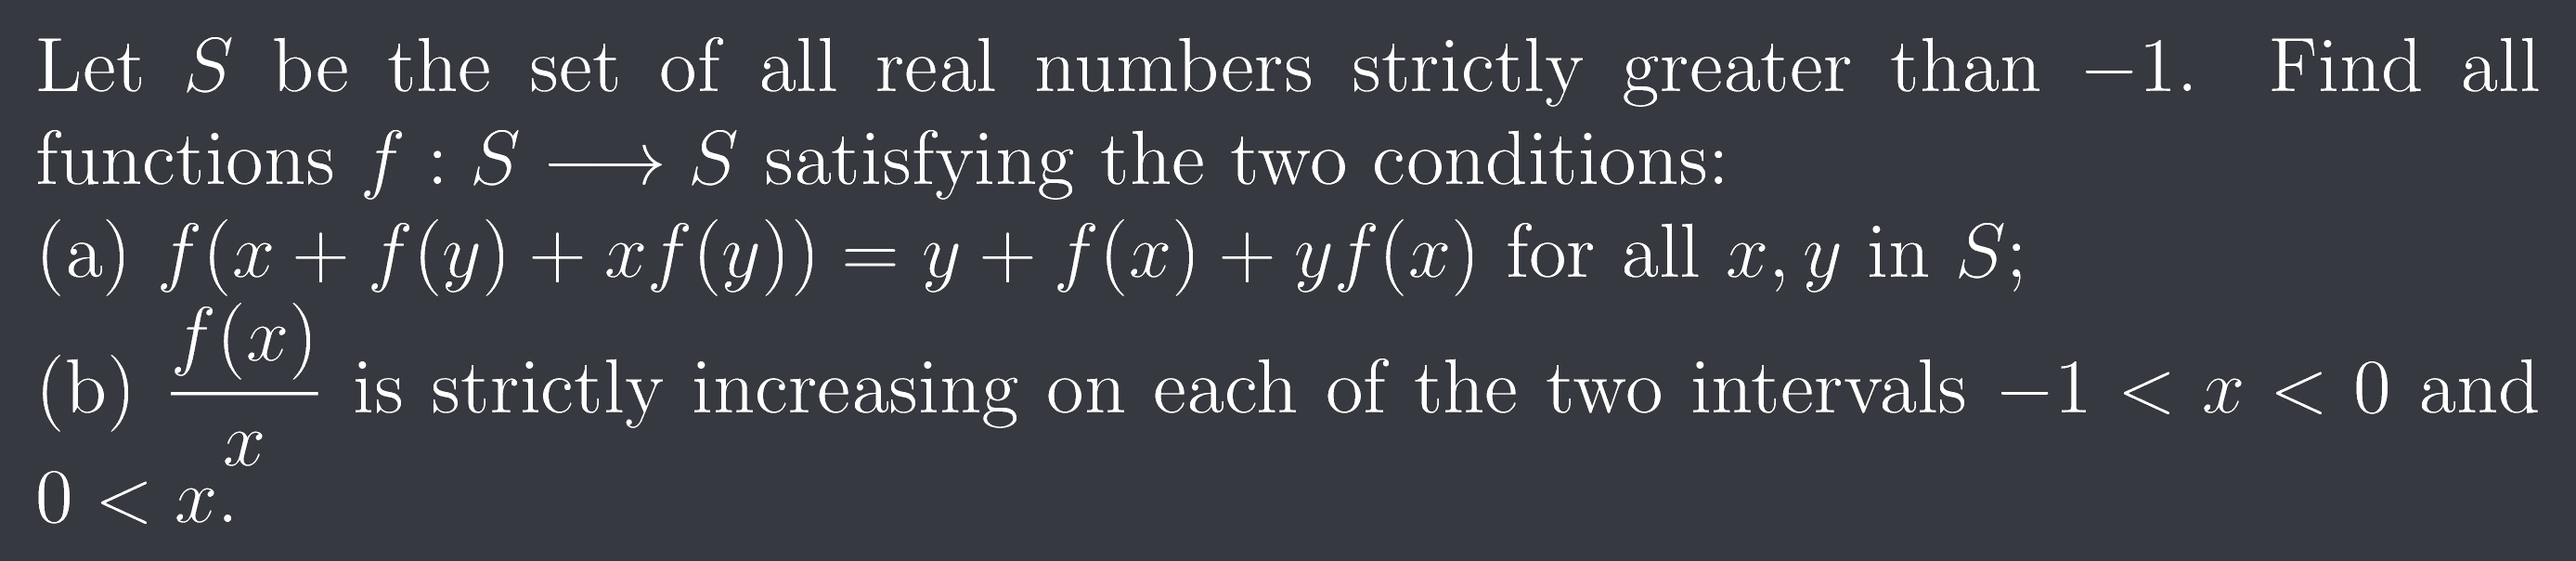 Let S be the set of all real numbers strictly greater than −1. Find all
functions f : S ⟶ S satisfying the two conditions:
(a) f(x + f(y) + xf(y)) = y + f(x) + yf(x) for all x, y in S;
(b) f(x)/x is strictly increasing on each of the two intervals −1 < x < 0 and
0 < x.